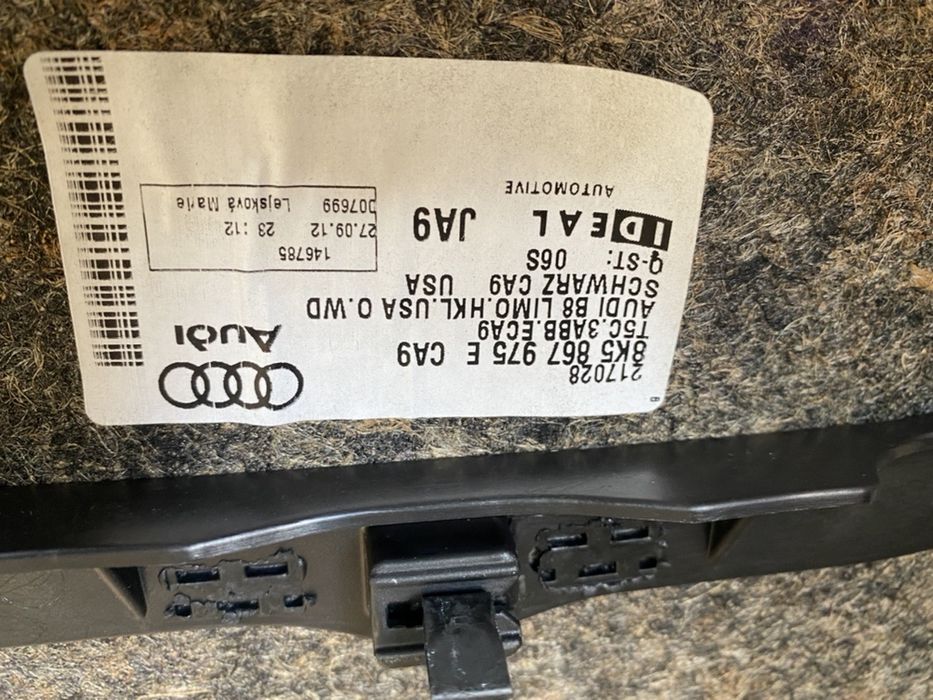 217028
8K5 867 975 E CA9
T5C.3ABB.ECA9
AUDI B8 LIMO.HKL.USA O.WD
SCHWARZ CA9 USA
Q-ST: 06S
IDEAL JA9
AUTOMOTIVE
Audi
146785
27.09.12 23:12
007699 Lejsková Marie